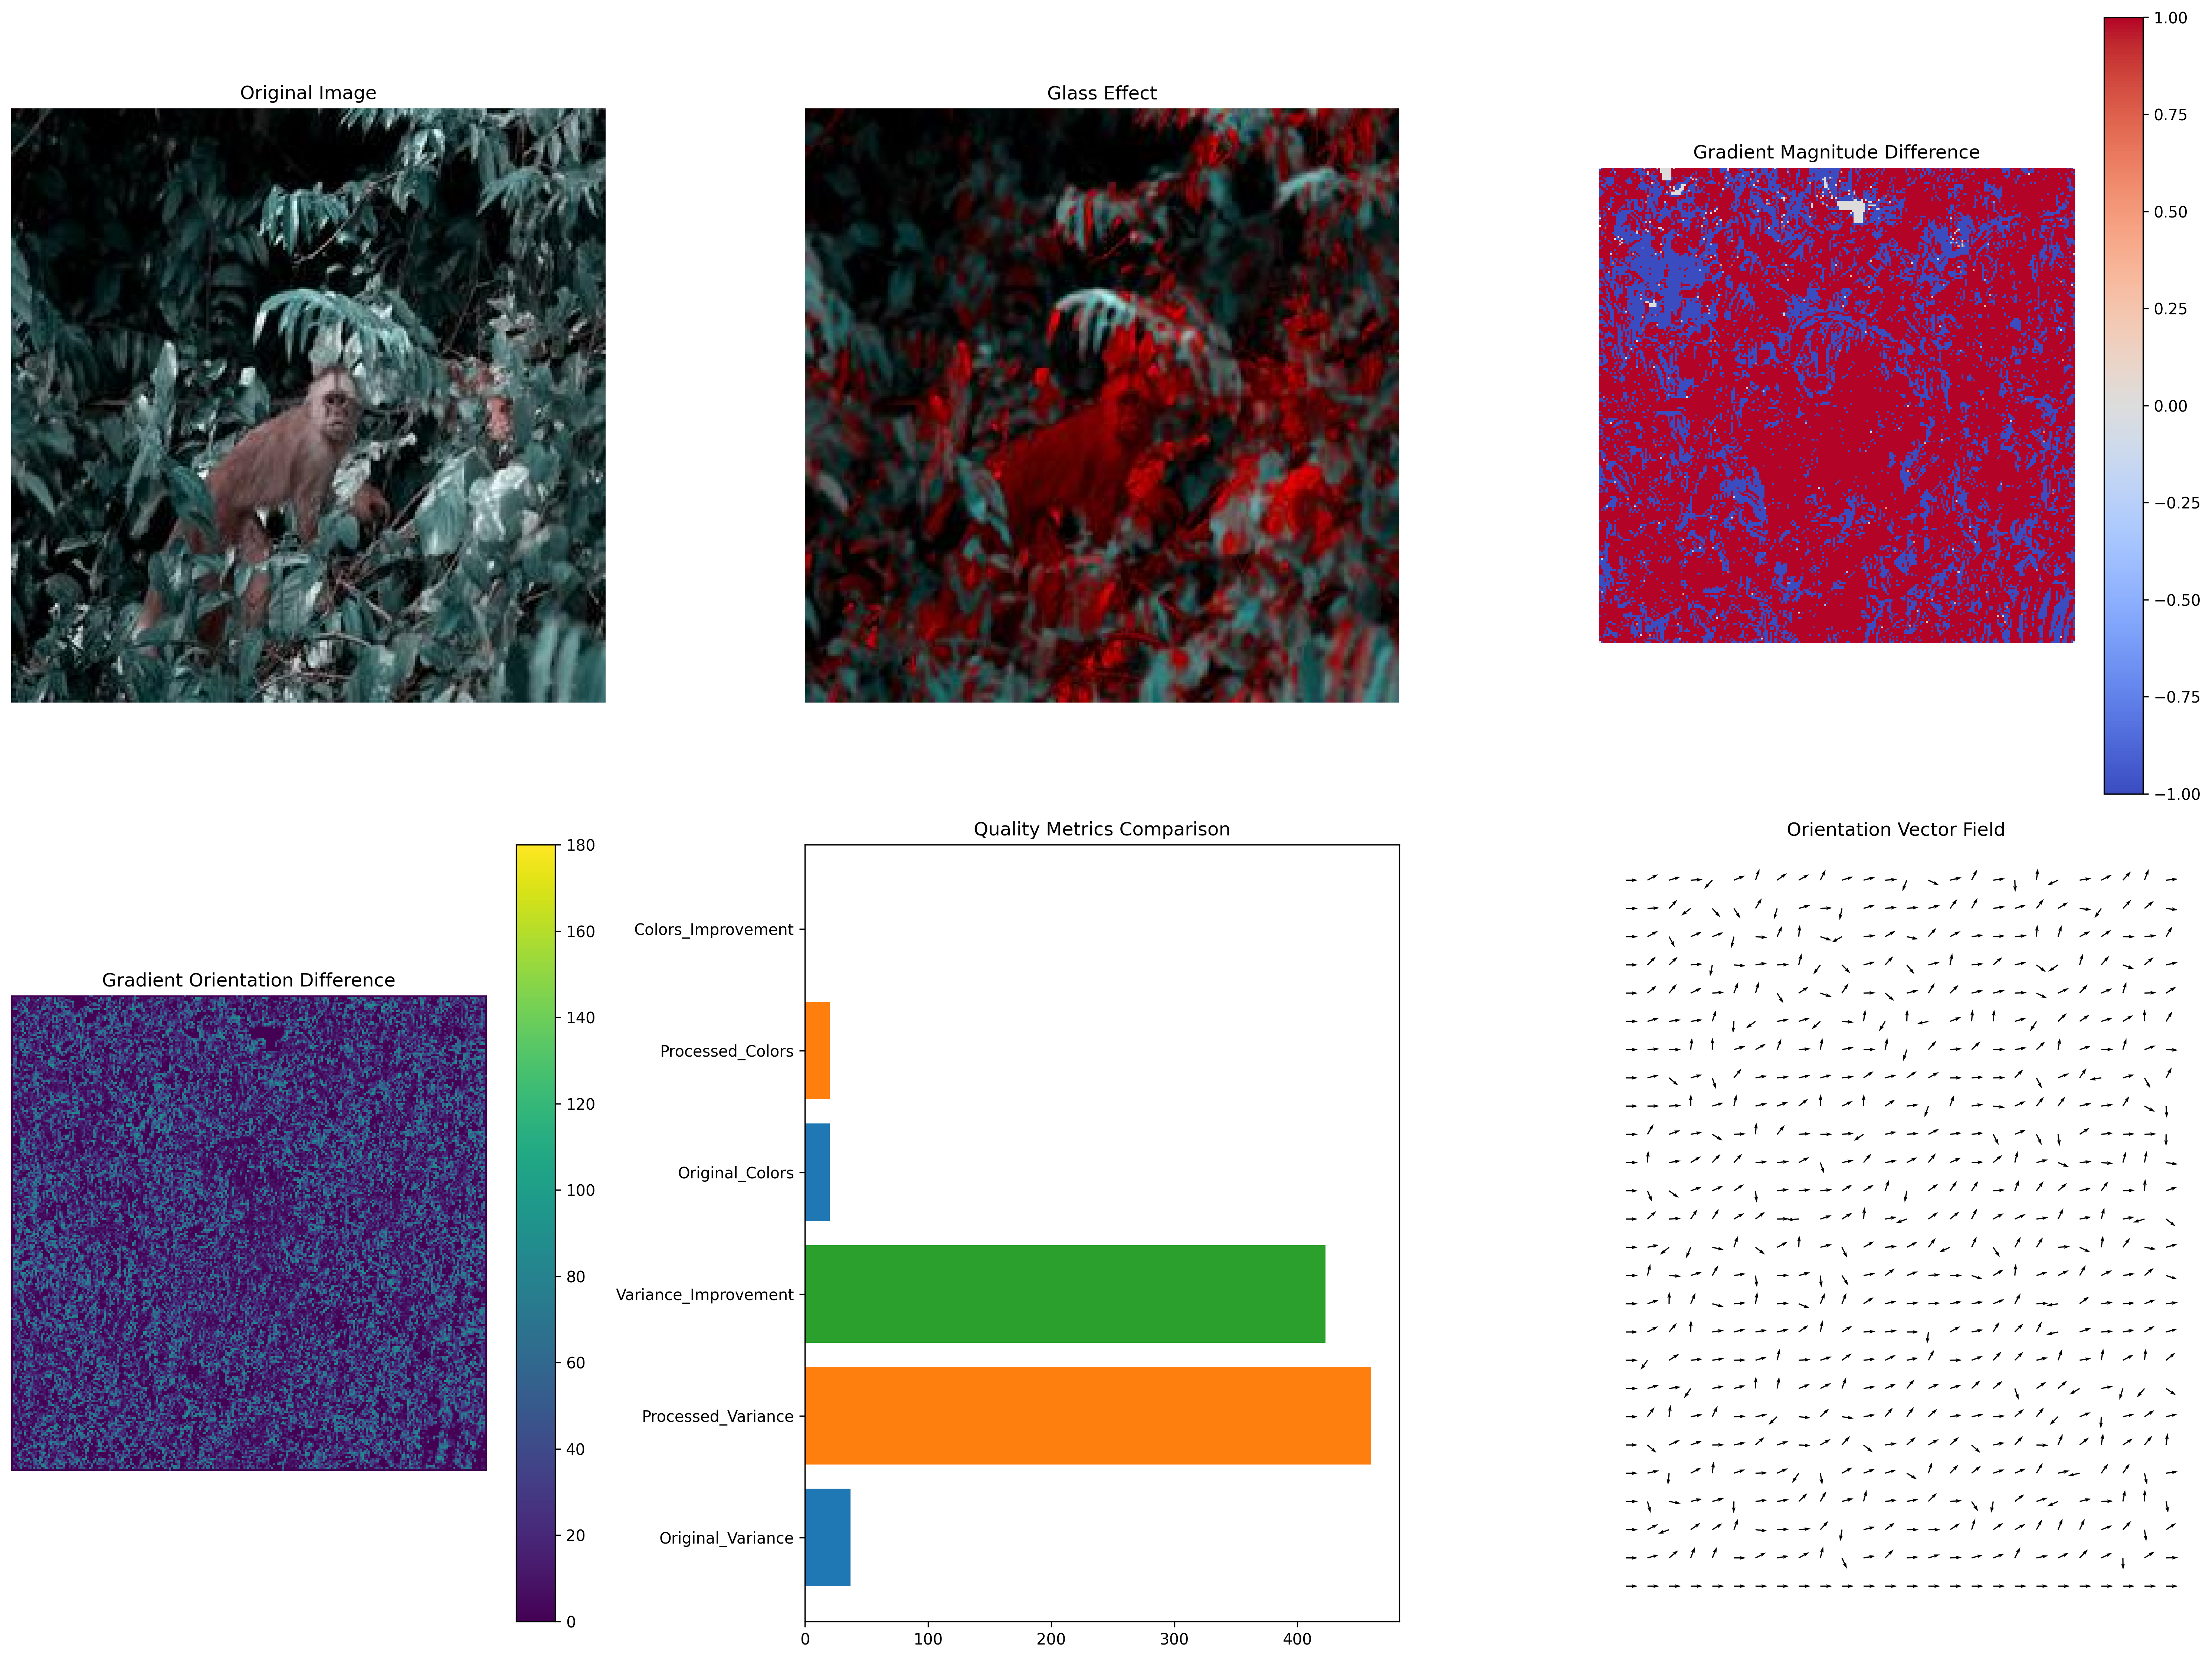 Original Image
Glass Effect
Gradient Magnitude Difference
1.00
0.75
0.50
0.25
0.00
−0.25
−0.50
−0.75
−1.00
Gradient Orientation Difference
180
160
140
120
100
80
60
40
20
0
Quality Metrics Comparison
Colors_Improvement
Processed_Colors
Original_Colors
Variance_Improvement
Processed_Variance
Original_Variance
0 100 200 300 400
Orientation Vector Field